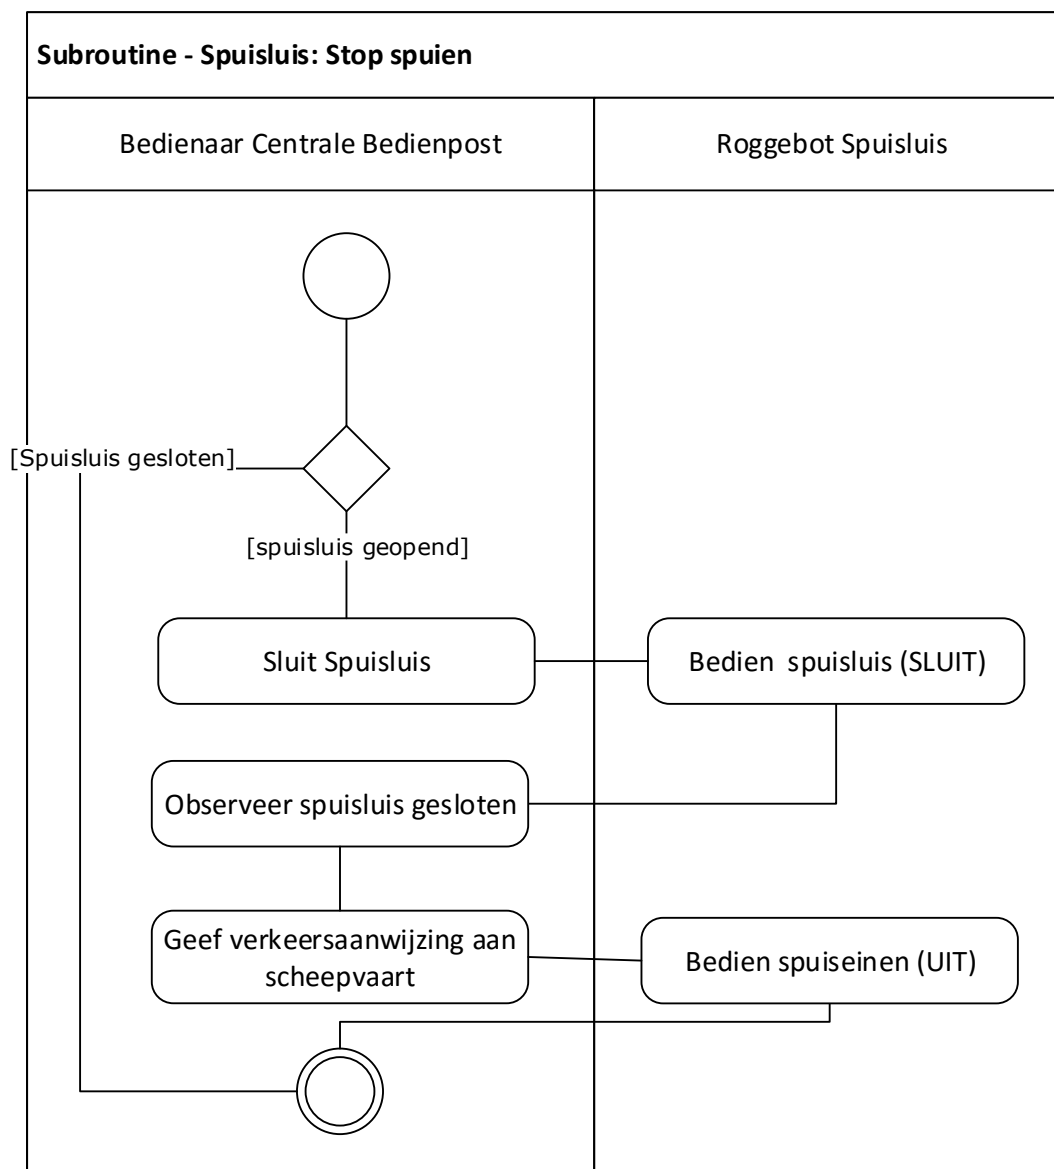 Subroutine - Spuisluis: Stop spuien
Bedienaar Centrale Bedienpost
Roggebot Spuisluis
[Spuisluis gesloten]
[spuisluis geopend]
Sluit Spuisluis
Bedien  spuisluis (SLUIT)
Observeer spuisluis gesloten
Geef verkeersaanwijzing aan
scheepvaart
Bedien spuiseinen (UIT)